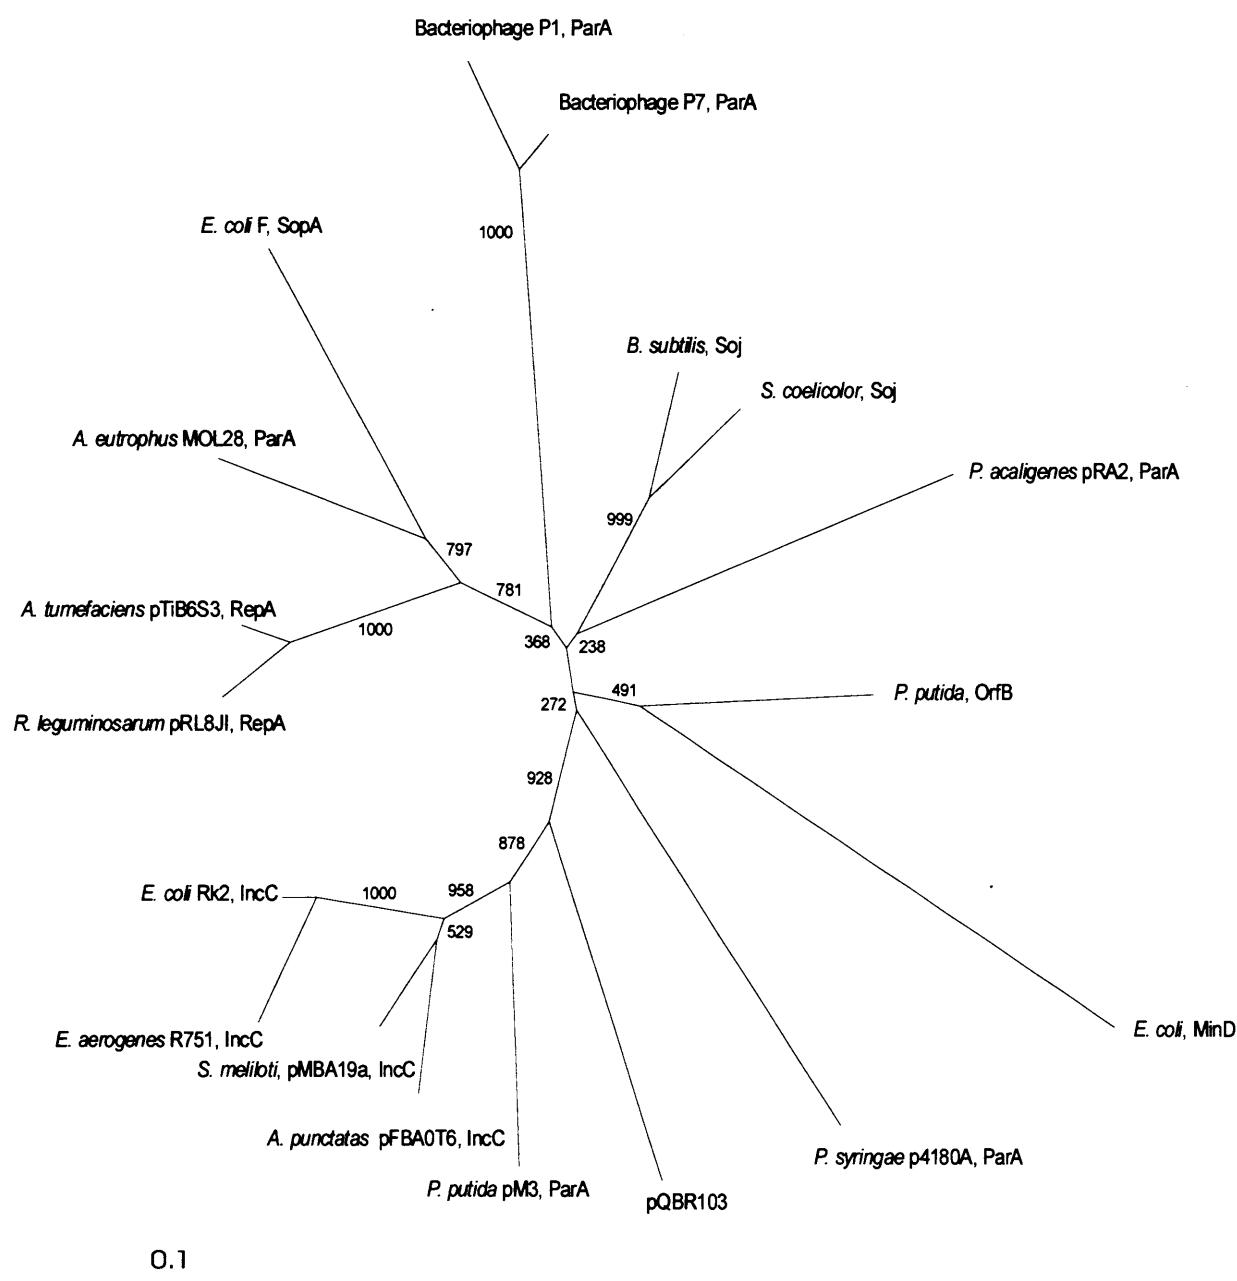 Bacteriophage P1, ParA
Bacteriophage P7, ParA
E. coli F, SopA
1000
B. subtilis, Soj
S. coelicolor, Soj
A. eutrophus MOL28, ParA
P. acaligenes pRA2, ParA
999
797
781
A. tumefaciens pTiB6S3, RepA
1000
368
238
491
P. putida, OrfB
272
R. leguminosarum pRL8JI, RepA
928
878
E. coli Rk2, IncC
1000
958
529
E. coli, MinD
E. aerogenes R751, IncC
S. meliloti, pMBA19a, IncC
A. punctatas pFBA0T6, IncC
P. syringae p4180A, ParA
P. putida pM3, ParA
pQBR103
0.1